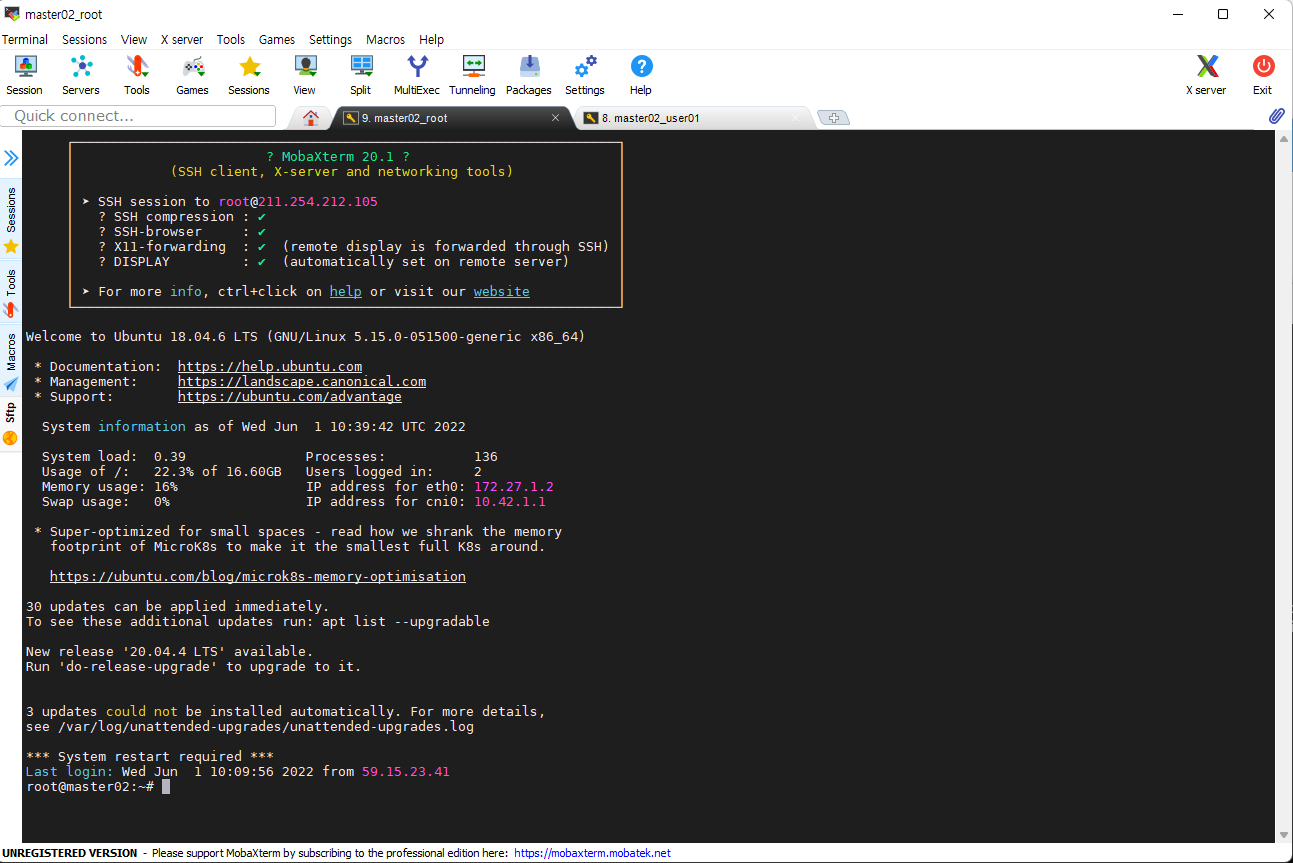 master02_root
Terminal Sessions View X server Tools Games Settings Macros Help
Session Servers Tools Games Sessions View Split MultiExec Tunneling Packages Settings Help X server Exit
Quick connect...
9. master02_root
8. master02_user01
Sessions
Tools
Macros
Sftp
? MobaXterm 20.1 ?
(SSH client, X-server and networking tools)
➤ SSH session to root@211.254.212.105
? SSH compression : ✔
? SSH-browser : ✔
? X11-forwarding : ✔ (remote display is forwarded through SSH)
? DISPLAY : ✔ (automatically set on remote server)
➤ For more info, ctrl+click on help or visit our website
Welcome to Ubuntu 18.04.6 LTS (GNU/Linux 5.15.0-051500-generic x86_64)
* Documentation: https://help.ubuntu.com
* Management: https://landscape.canonical.com
* Support: https://ubuntu.com/advantage
System information as of Wed Jun 1 10:39:42 UTC 2022
System load: 0.39 Processes: 136
Usage of /: 22.3% of 16.60GB Users logged in: 2
Memory usage: 16% IP address for eth0: 172.27.1.2
Swap usage: 0% IP address for cni0: 10.42.1.1
* Super-optimized for small spaces - read how we shrank the memory
footprint of MicroK8s to make it the smallest full K8s around.
https://ubuntu.com/blog/microk8s-memory-optimisation
30 updates can be applied immediately.
To see these additional updates run: apt list --upgradable
New release '20.04.4 LTS' available.
Run 'do-release-upgrade' to upgrade to it.
3 updates could not be installed automatically. For more details,
see /var/log/unattended-upgrades/unattended-upgrades.log
*** System restart required ***
Last login: Wed Jun 1 10:09:56 2022 from 59.15.23.41
root@master02:~#
UNREGISTERED VERSION - Please support MobaXterm by subscribing to the professional edition here: https://mobaxterm.mobatek.net